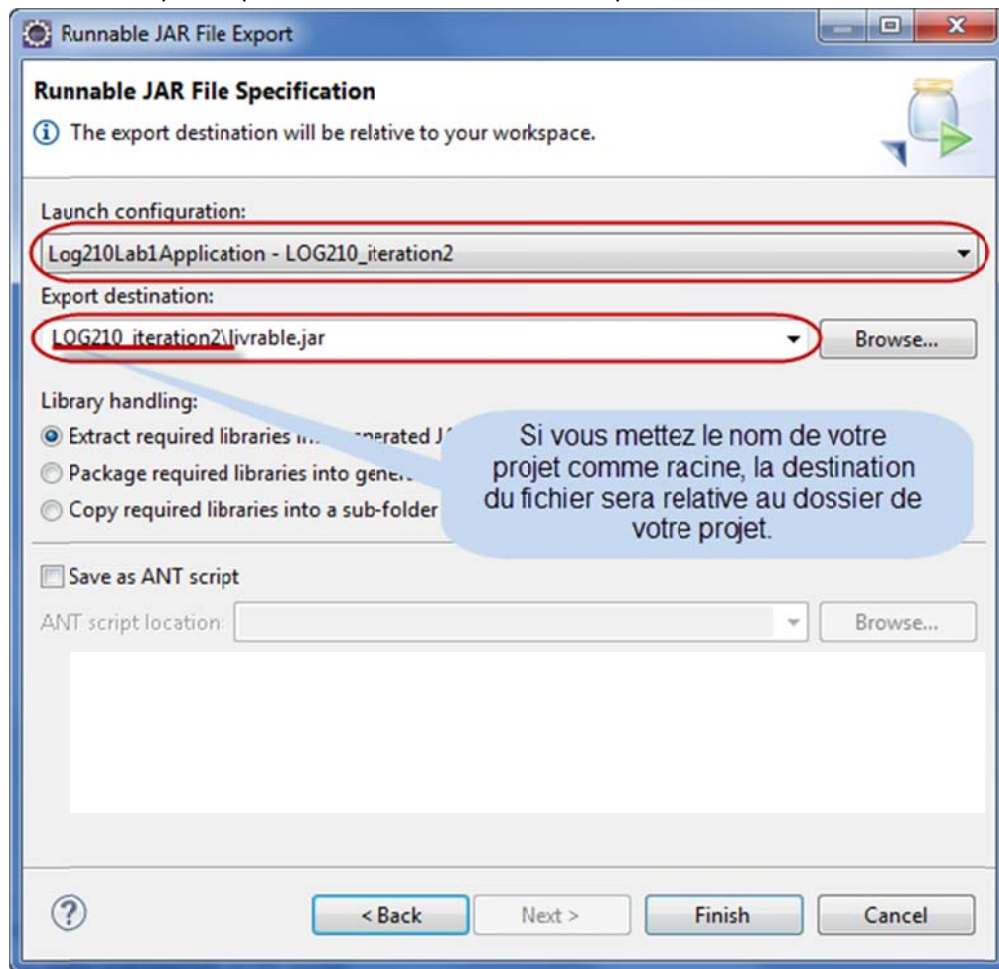 Runnable JAR File Export
Runnable JAR File Specification
The export destination will be relative to your workspace.
Launch configuration:
Log210Lab1Application - LOG210_iteration2
Export destination:
LOG210_iteration2\livrable.jar
Browse...
Library handling:
Extract required libraries
Package required libraries into
Copy required libraries into a sub-folder
Si vous mettez le nom de votre
projet comme racine, la destination
du fichier sera relative au dossier de
votre projet.
Save as ANT script
ANT script location:
Browse...
< Back
Next >
Finish
Cancel